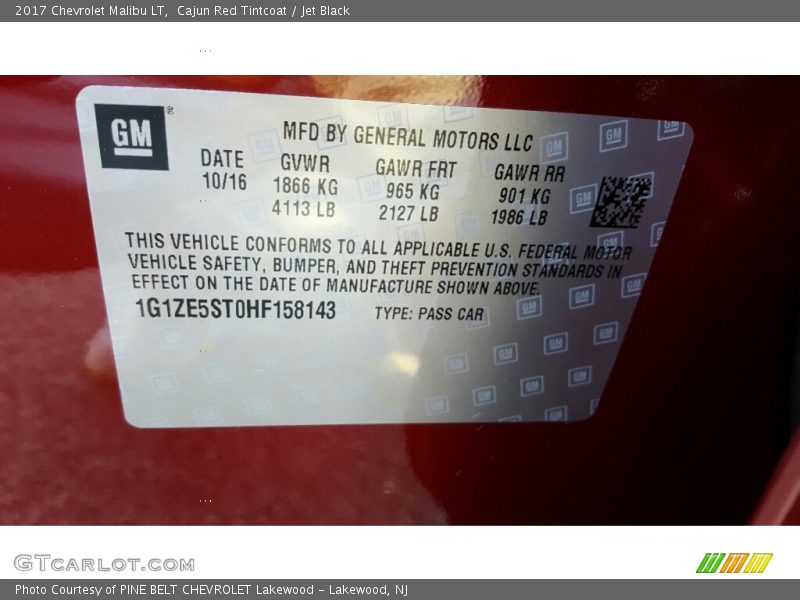 2017 Chevrolet Malibu LT,  Cajun Red Tintcoat / Jet Black
GM®
MFD BY GENERAL MOTORS LLC
DATE GVWR GAWR FRT GAWR RR
10/16 1866 KG 965 KG 901 KG
4113 LB 2127 LB 1986 LB
THIS VEHICLE CONFORMS TO ALL APPLICABLE U.S. FEDERAL MOTOR
VEHICLE SAFETY, BUMPER, AND THEFT PREVENTION STANDARDS IN
EFFECT ON THE DATE OF MANUFACTURE SHOWN ABOVE.
1G1ZE5ST0HF158143 TYPE: PASS CAR
GTCARLOT.COM
Photo Courtesy of PINE BELT CHEVROLET Lakewood - Lakewood, NJ